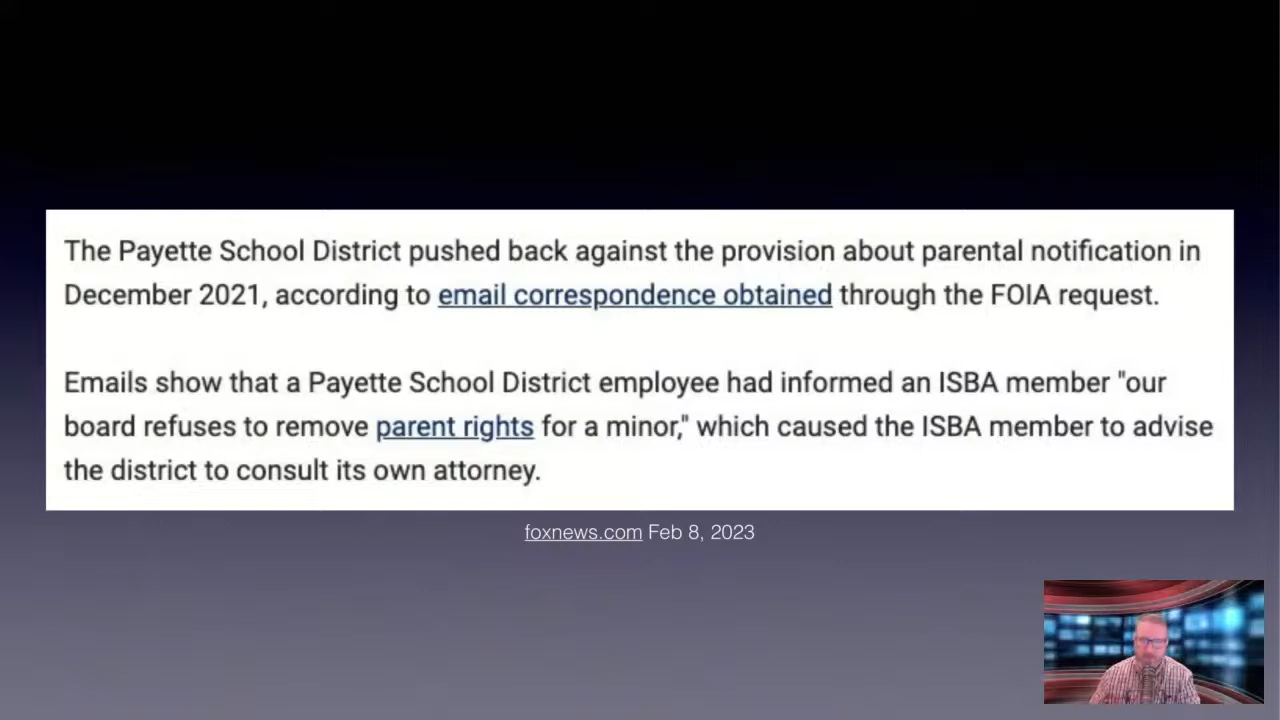 The Payette School District pushed back against the provision about parental notification in
December 2021, according to email correspondence obtained through the FOIA request.
Emails show that a Payette School District employee had informed an ISBA member "our
board refuses to remove parent rights for a minor," which caused the ISBA member to advise
the district to consult its own attorney.
foxnews.com Feb 8, 2023